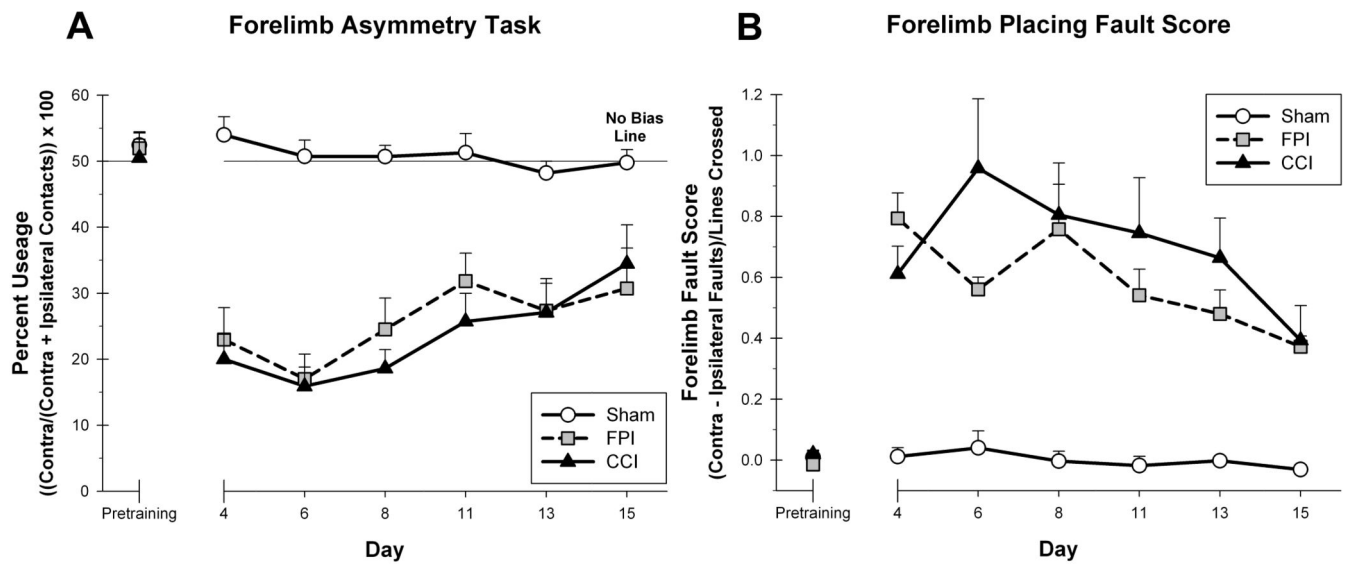 A
Forelimb Asymmetry Task
Percent Useage
((Contra/(Contra + Ipsilateral Contacts)) x 100
60
50
40
30
20
10
0
No Bias
Line
Sham
FPI
CCI
Pretraining
4
6
8
11
13
15
Day
B
Forelimb Placing Fault Score
Forelimb Fault Score
(Contra - Ipsilateral Faults)/Lines Crossed
1.2
1.0
0.8
0.6
0.4
0.2
0.0
Sham
FPI
CCI
Pretraining
4
6
8
11
13
15
Day